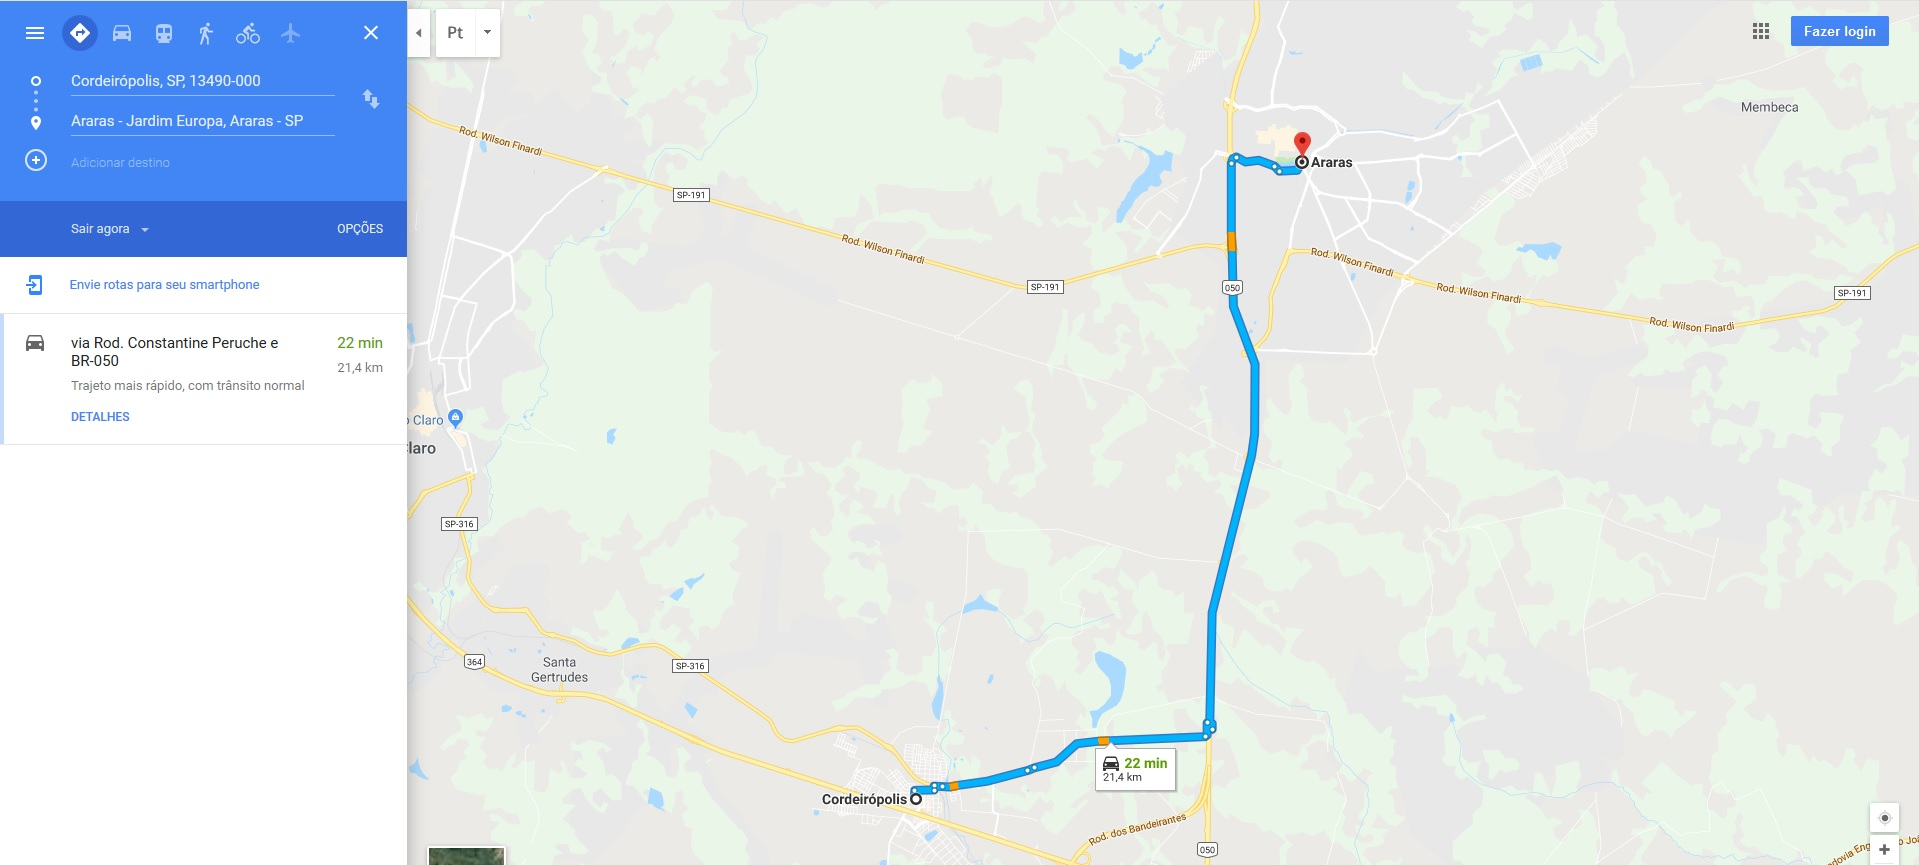 Cordeirópolis, SP, 13490-000
Araras - Jardim Europa, Araras - SP
Adicionar destino
Sair agora
OPÇÕES
Envie rotas para seu smartphone
via Rod. Constantine Peruche e
BR-050
22 min
21,4 km
Trajeto mais rápido, com trânsito normal
DETALHES
Pt
Fazer login
Membeca
Rod. Wilson Finardi
SP-191
Araras
Rod. Wilson Finardi
Rod. Wilson Finardi
SP-191
050
Rod. Wilson Finardi
SP-191
Rod. Wilson Finardi
o Claro
laro
SP-316
364
Santa
Gertrudes
SP-316
22 min
21,4 km
Cordeirópolis
Rod. dos Bandeirantes
050